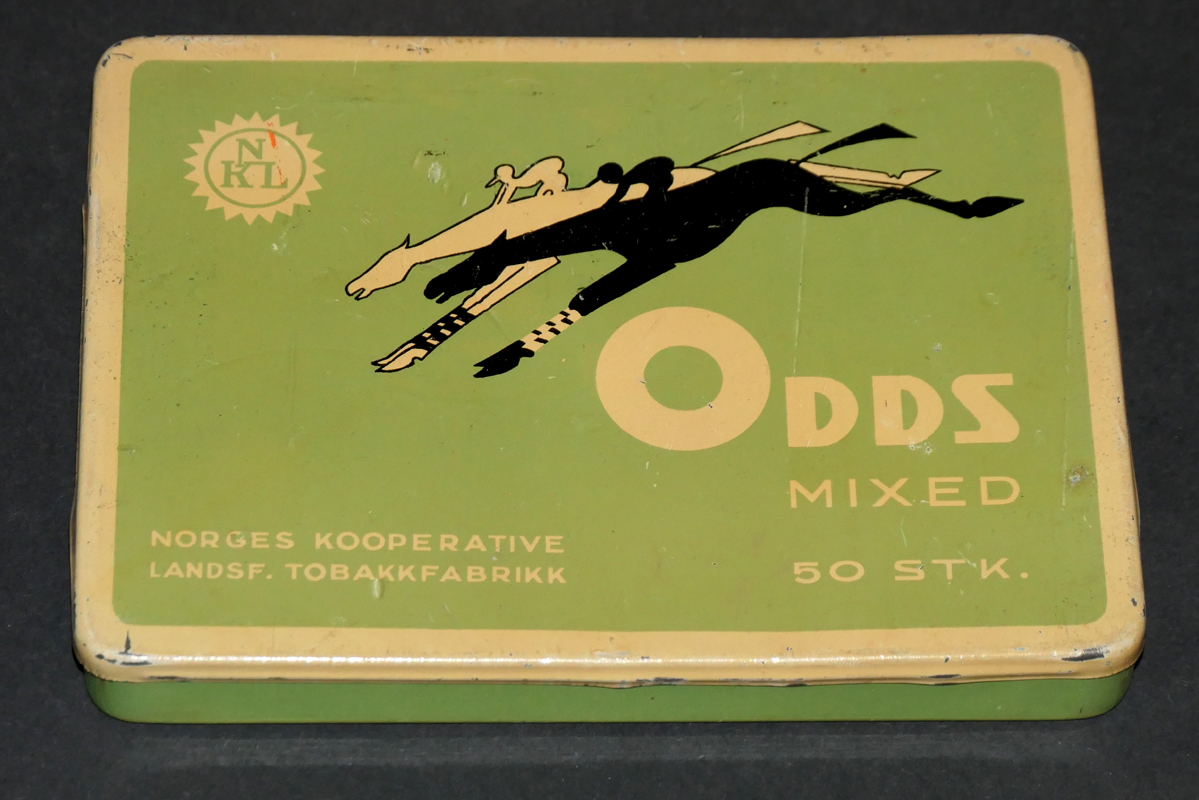 N
KL
ODDS
MIXED
NORGES KOOPERATIVE
LANDSF. TOBAKKFABRIKK
50 STK.